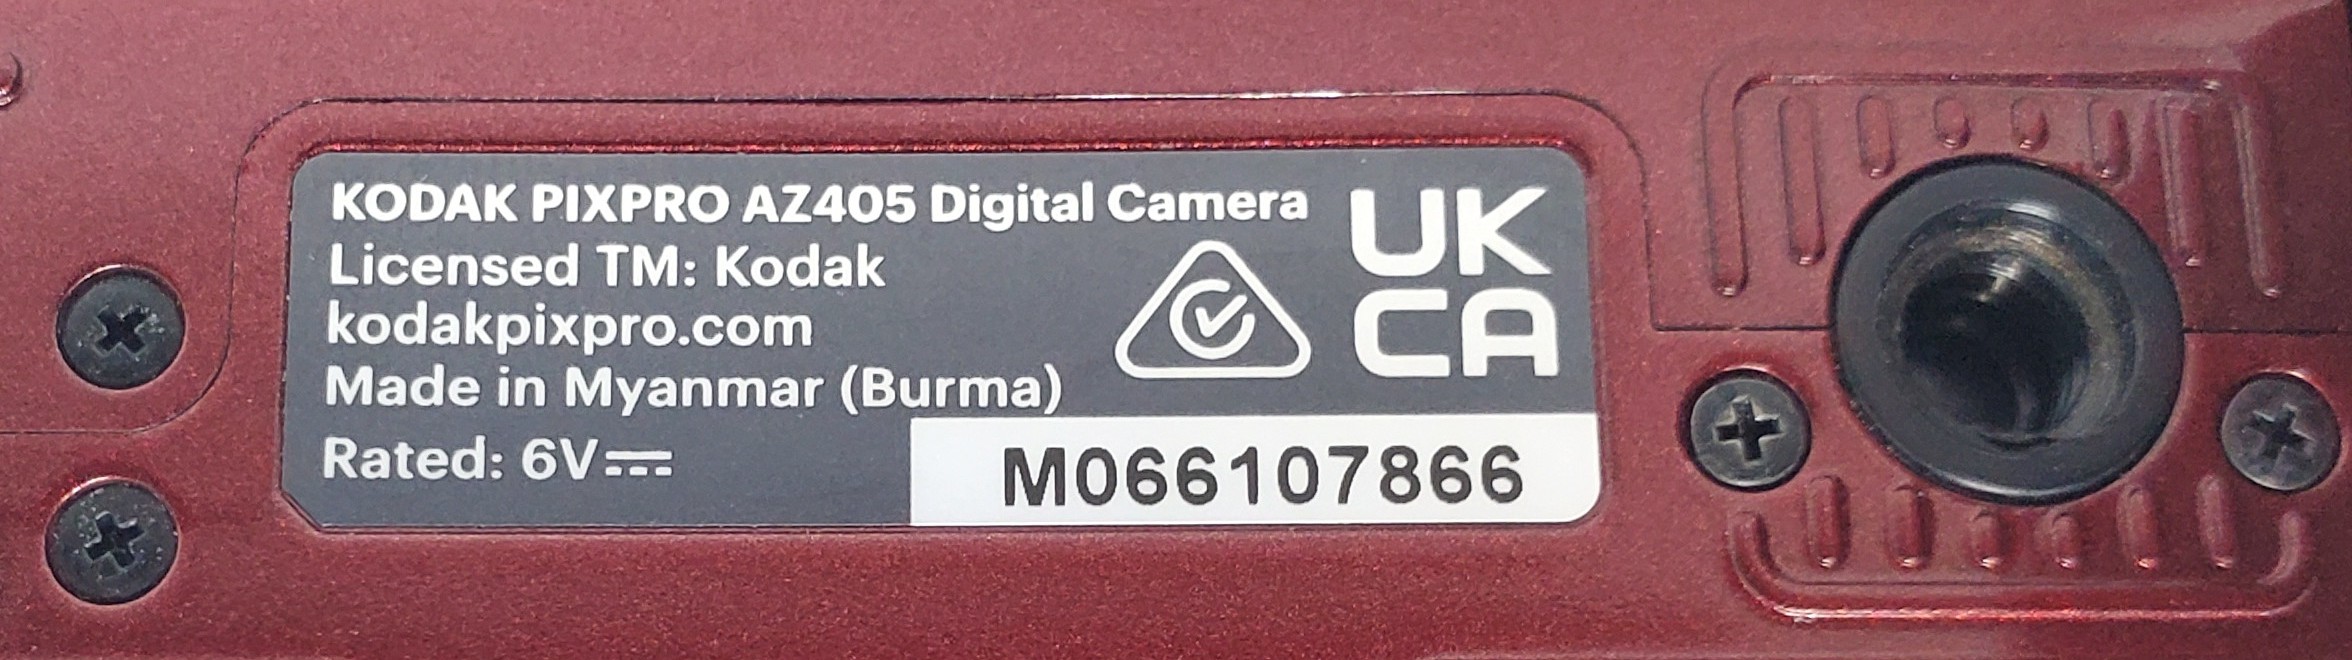 KODAK PIXPRO AZ405 Digital Camera
Licensed TM: Kodak
kodakpixpro.com
Made in Myanmar (Burma)
Rated: 6V⎓
UK
CA
M066107866